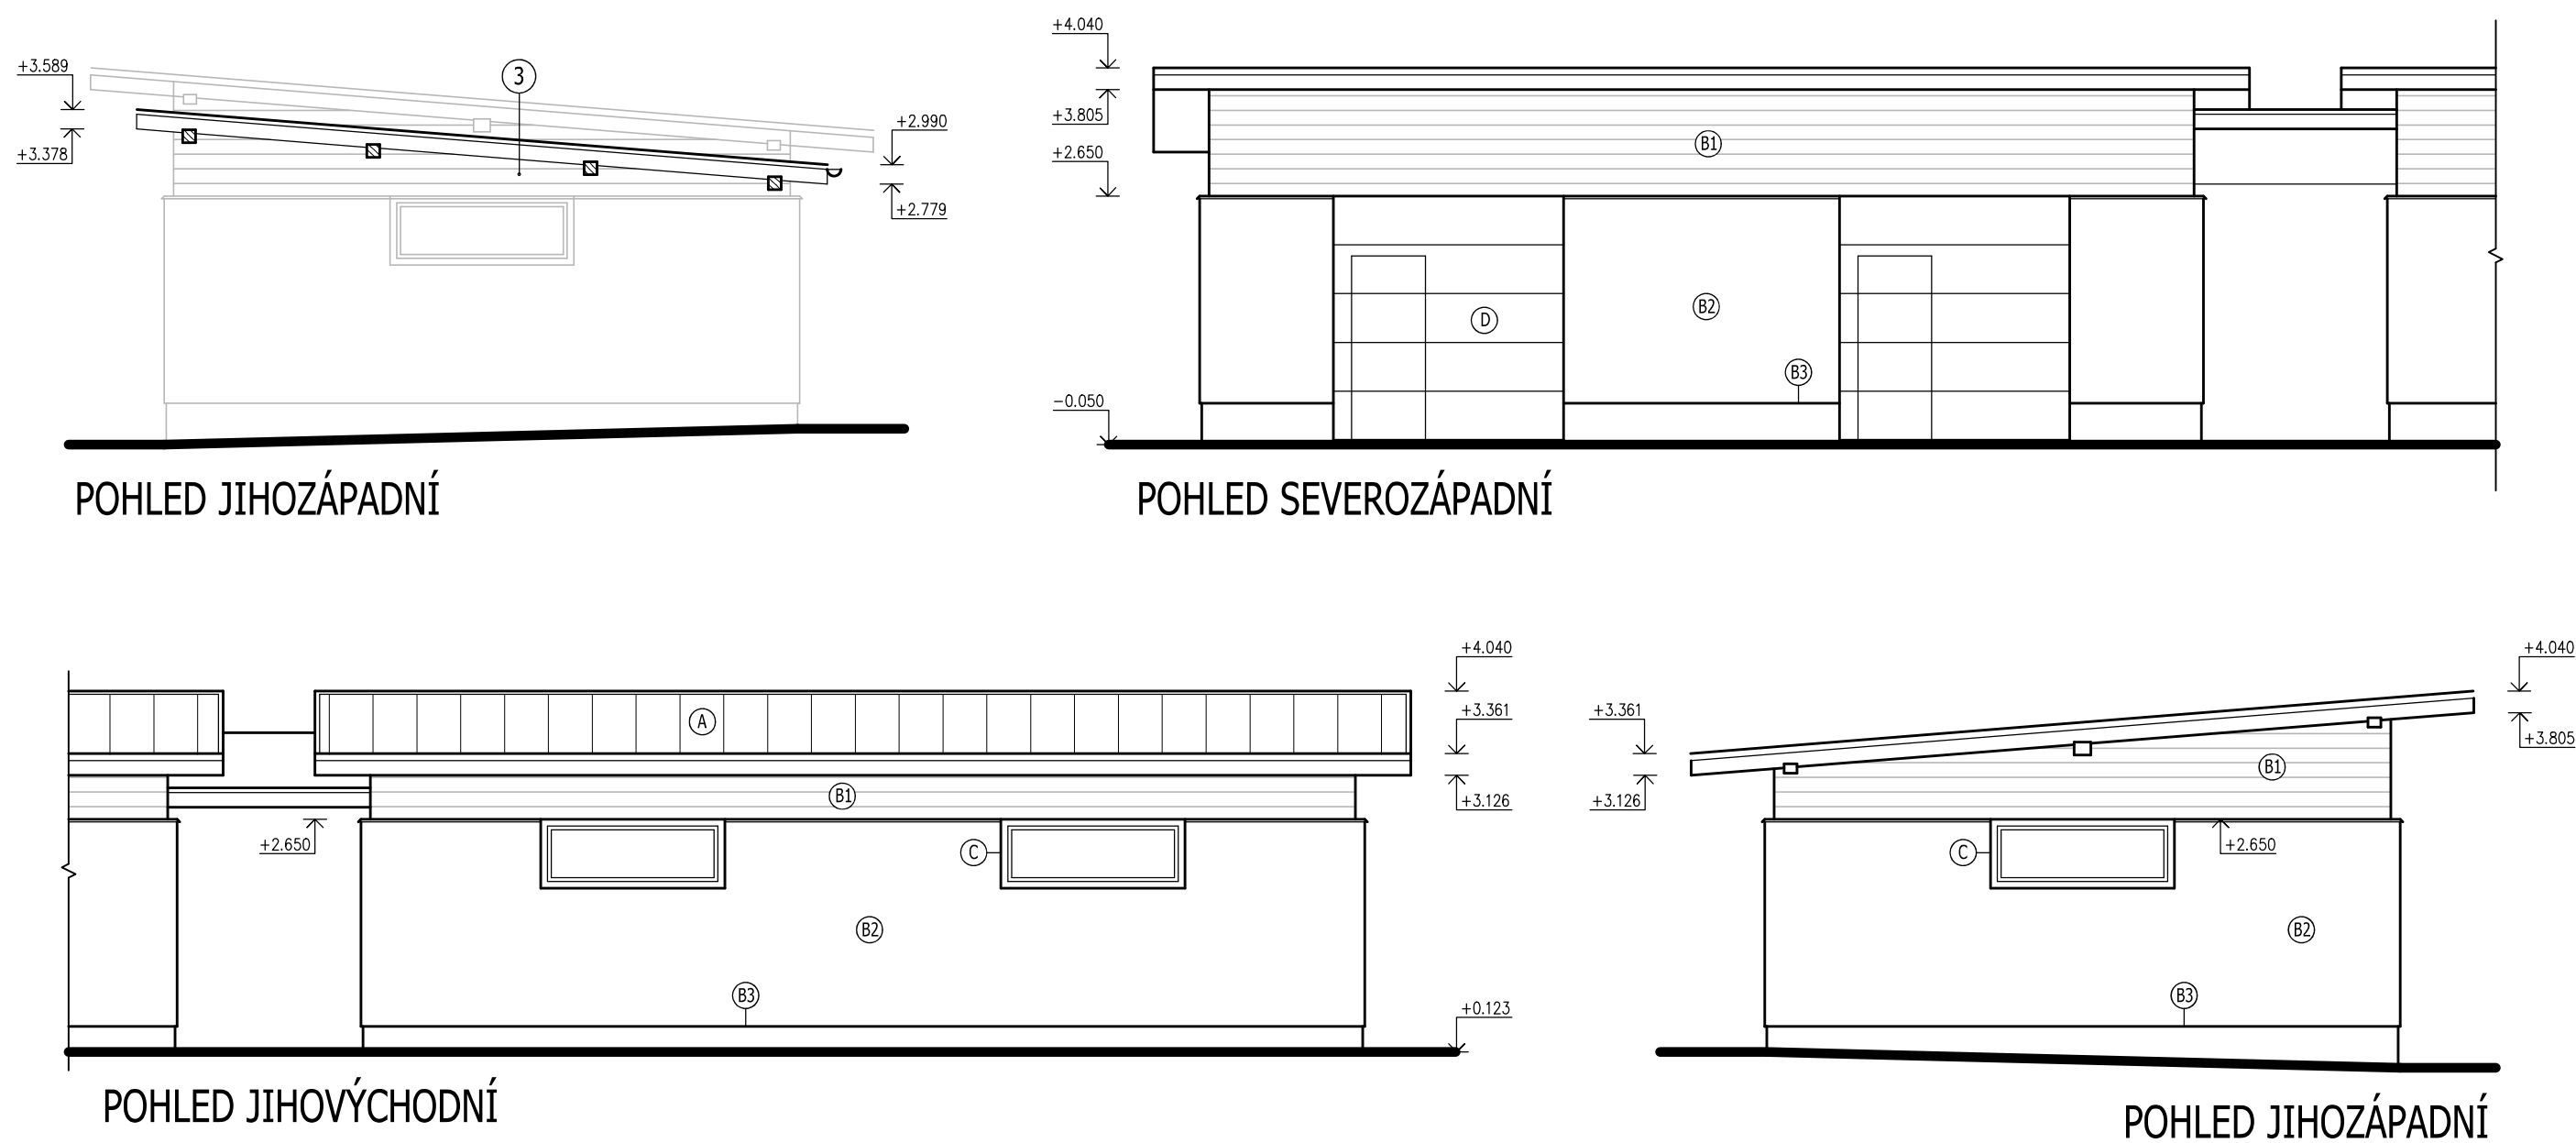 +3.589
3
+2.990
+3.378
+2.779
POHLED JIHOZÁPADNÍ
+4.040
+3.805
B1
+2.650
D
B2
B3
−0.050
POHLED SEVEROZÁPADNÍ
+4.040
A
+3.361
B1
+3.126
+2.650
C
B2
B3
+0.123
POHLED JIHOVÝCHODNÍ
+4.040
+3.361
+3.805
B1
+3.126
C
+2.650
B2
B3
POHLED JIHOZÁPADNÍ